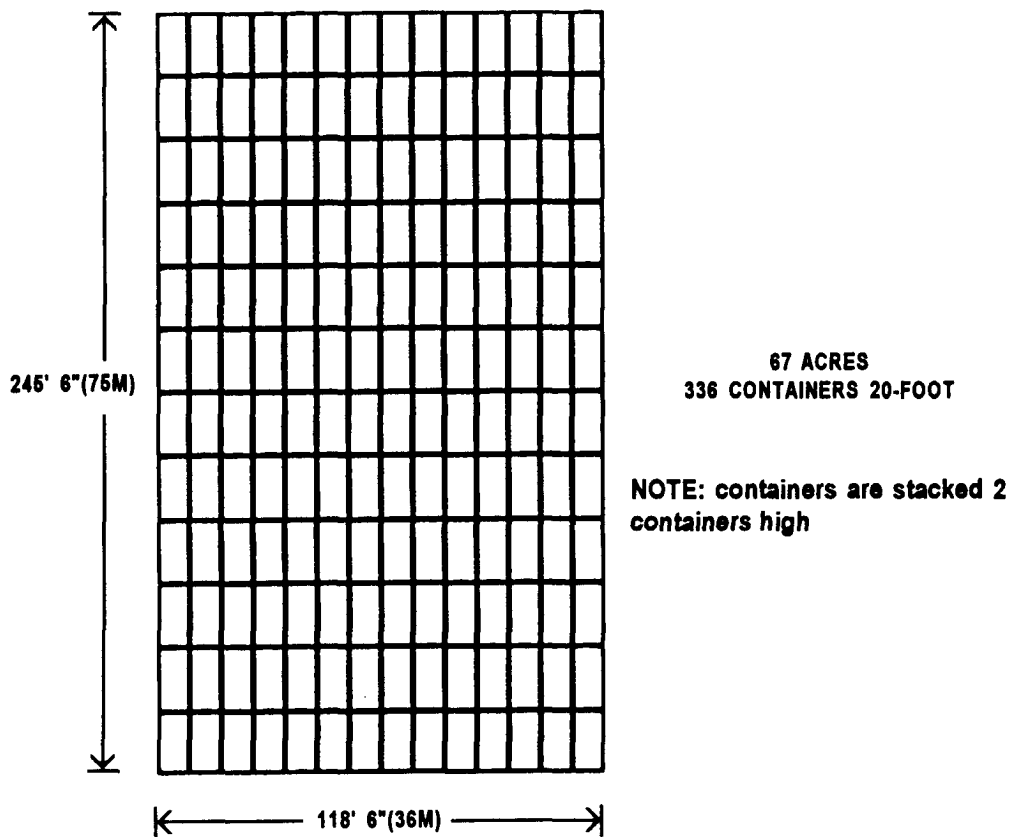 245' 6"(75M)
67 ACRES
336 CONTAINERS 20-FOOT
NOTE: containers are stacked 2
containers high
118' 6"(36M)